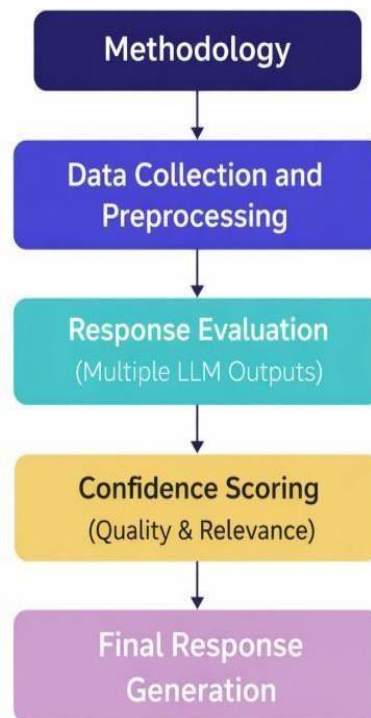 Methodology
Data Collection and
Preprocessing
Response Evaluation
(Multiple LLM Outputs)
Confidence Scoring
(Quality & Relevance)
Final Response
Generation